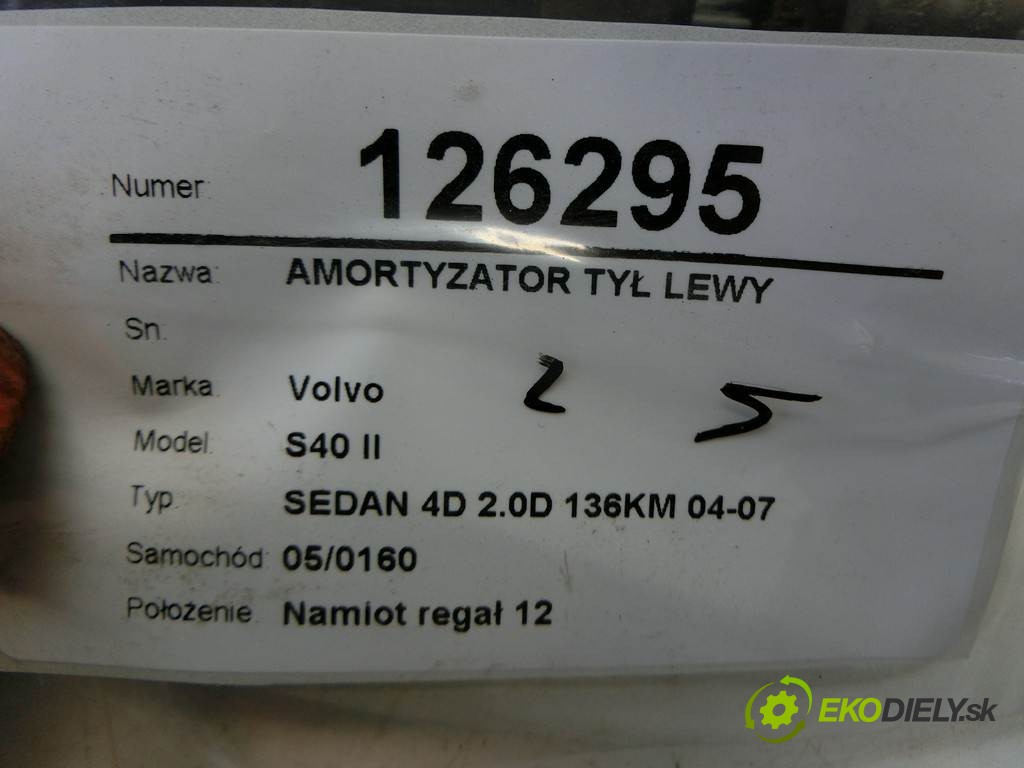 Numer: 126295
Nazwa: AMORTYZATOR TYŁ LEWY
Sn.
2 5
Marka: Volvo
Model: S40 II
Typ: SEDAN 4D 2.0D 136KM 04-07
Samochód: 05/0160
Położenie: Namiot regał 12
EKODIELY.sk